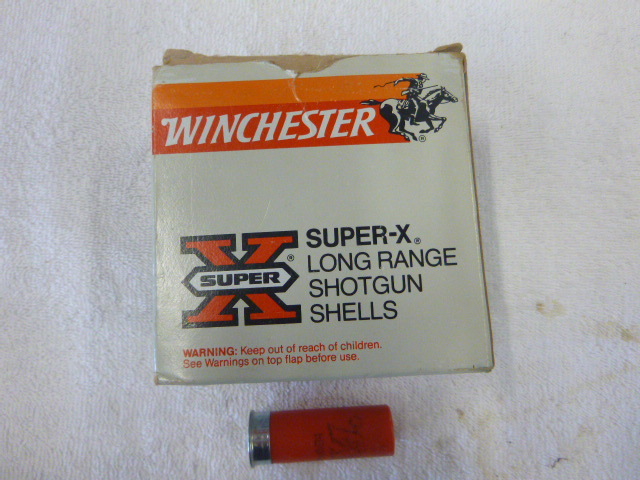 WINCHESTER
®
SUPER-X®
LONG RANGE
SHOTGUN
SHELLS
X SUPER ®
WARNING: Keep out of reach of children.
See Warnings on top flap before use.